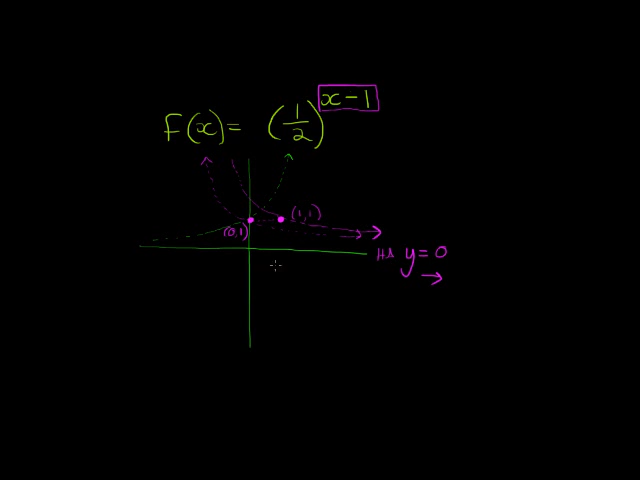 f(x) = (1/2)^(x-1)
(1,1)
(0,1)
HA y = 0